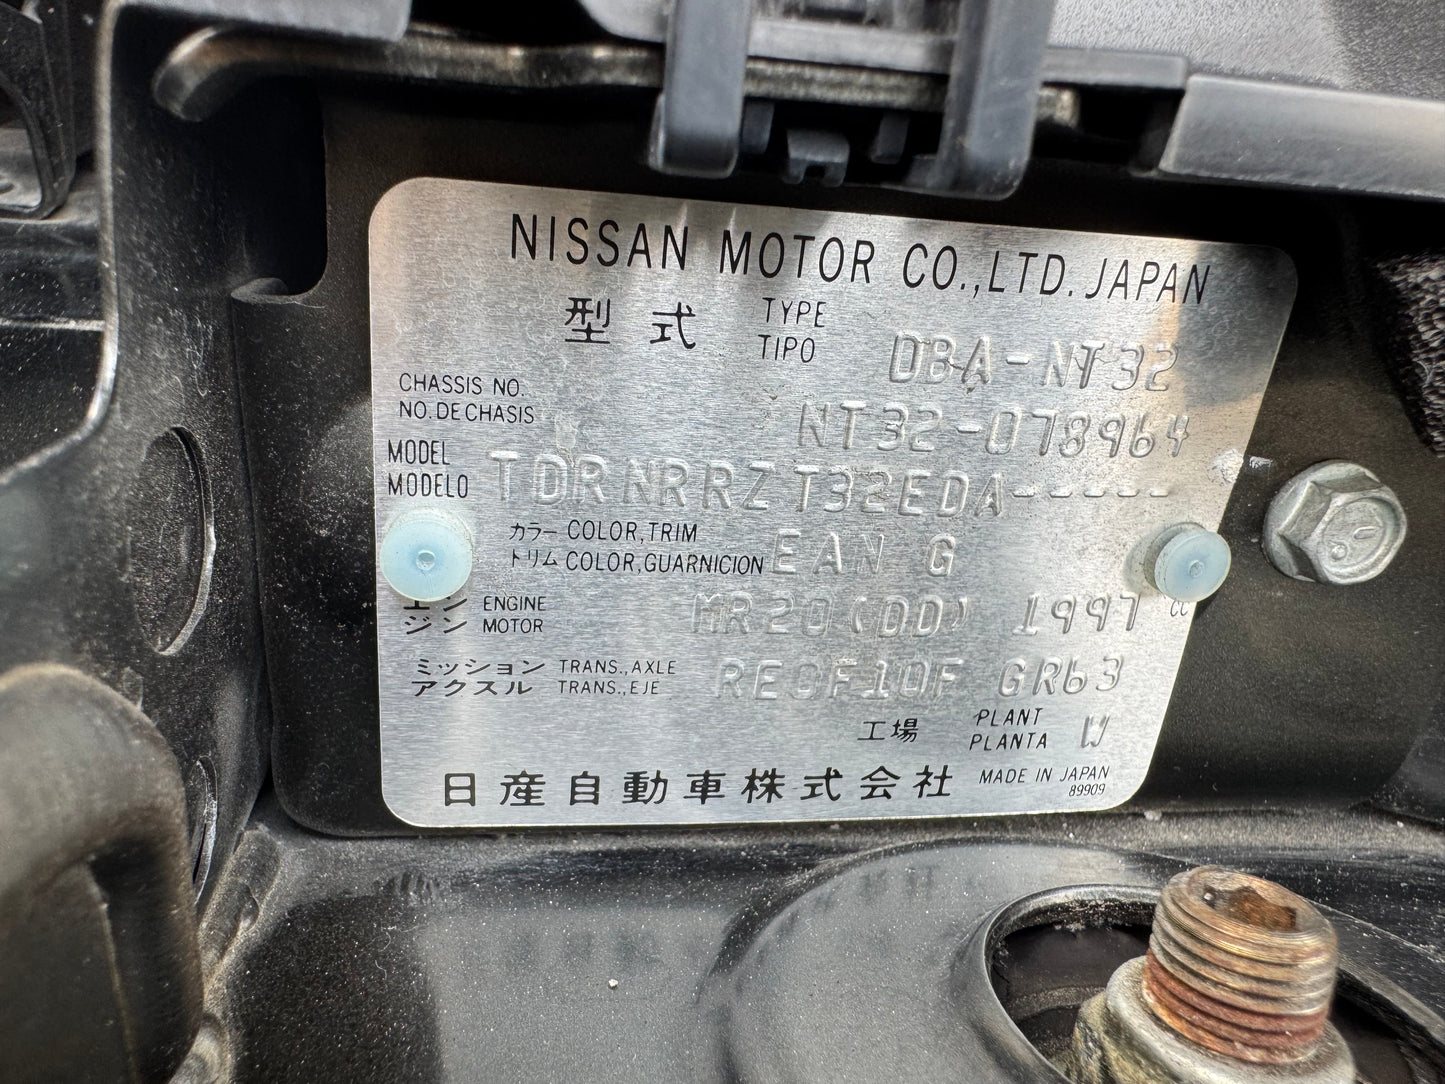 NISSAN MOTOR CO.,LTD. JAPAN
型 式 TYPE TIPO DBA-NT32
CHASSIS NO.
NO. DE CHASIS NT32-078964
MODEL
MODELO TDRNRRZ T32EDA-----
カラー COLOR,TRIM
トリム COLOR,GUARNICION EAN G
エン ENGINE
ジン MOTOR MR20(DD) 1997 CC
ミッション TRANS.,AXLE
アクスル TRANS.,EJE RE0F10F GR63
工場 PLANT
PLANTA W
日産自動車株式会社 MADE IN JAPAN
89909